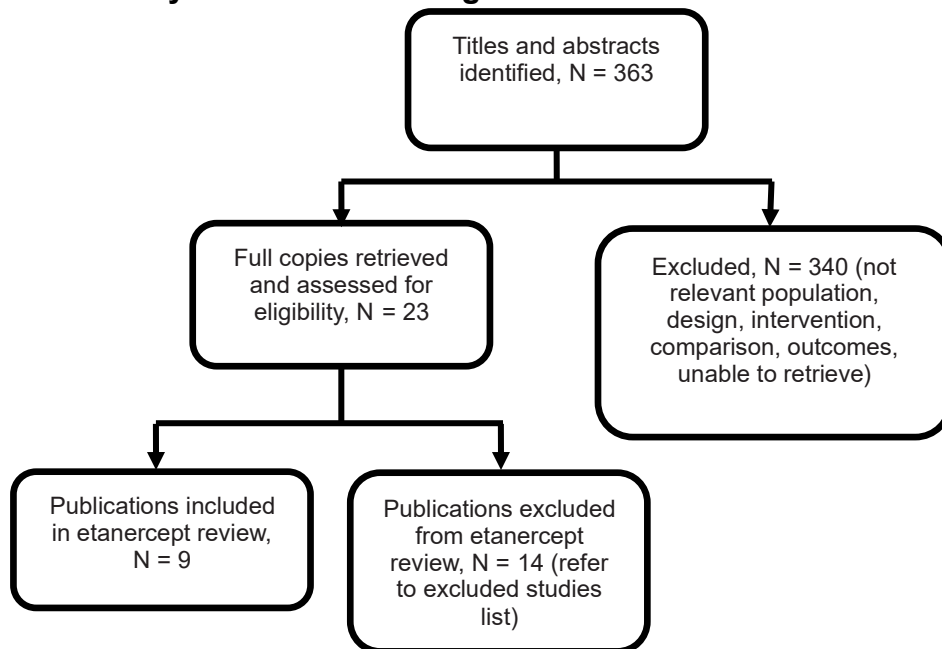 Titles and abstracts
identified, N = 363
Full copies retrieved
and assessed for
eligibility, N = 23
Excluded, N = 340 (not
relevant population,
design, intervention,
comparison, outcomes,
unable to retrieve)
Publications included
in etanercept review,
N = 9
Publications excluded
from etanercept
review, N = 14 (refer
to excluded studies
list)